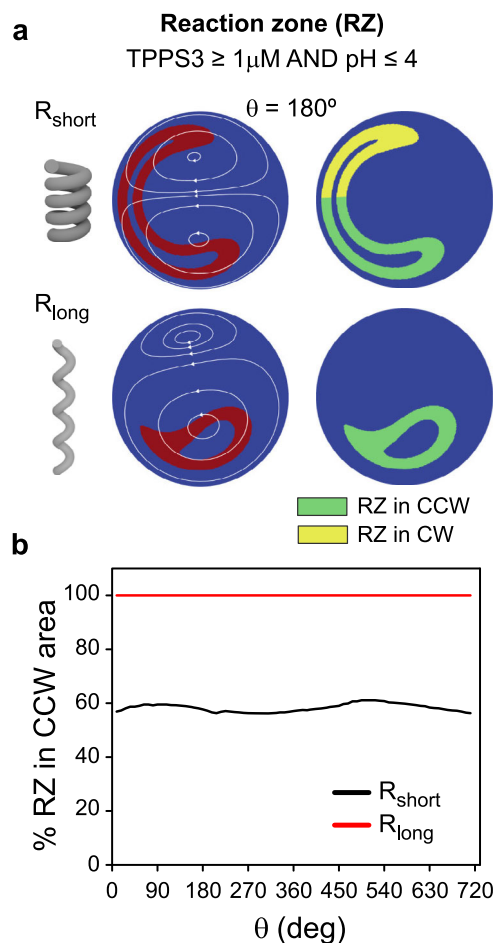 a
Reaction zone (RZ)
TPPS3 ≥ 1μM AND pH ≤ 4
Rshort
θ = 180º
Rlong
RZ in CCW
RZ in CW
b
% RZ in CCW area
100
80
60
40
20
0
Rshort
Rlong
0 90 180 270 360 450 540 630 720
θ (deg)